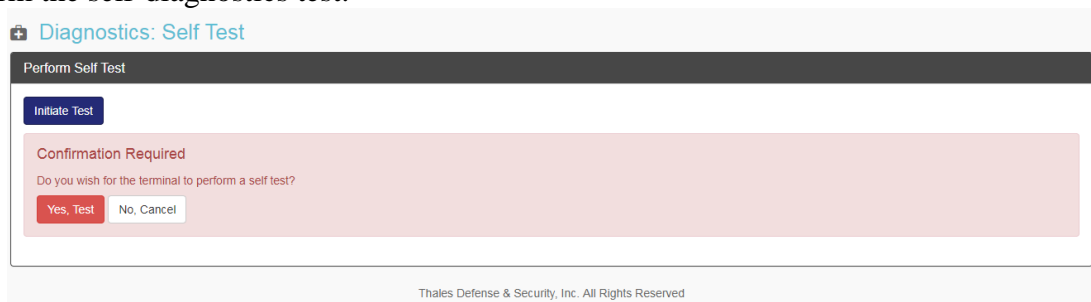 Diagnostics: Self Test
Perform Self Test
Initiate Test
Confirmation Required
Do you wish for the terminal to perform a self test?
Yes, Test No, Cancel
Thales Defense & Security, Inc. All Rights Reserved